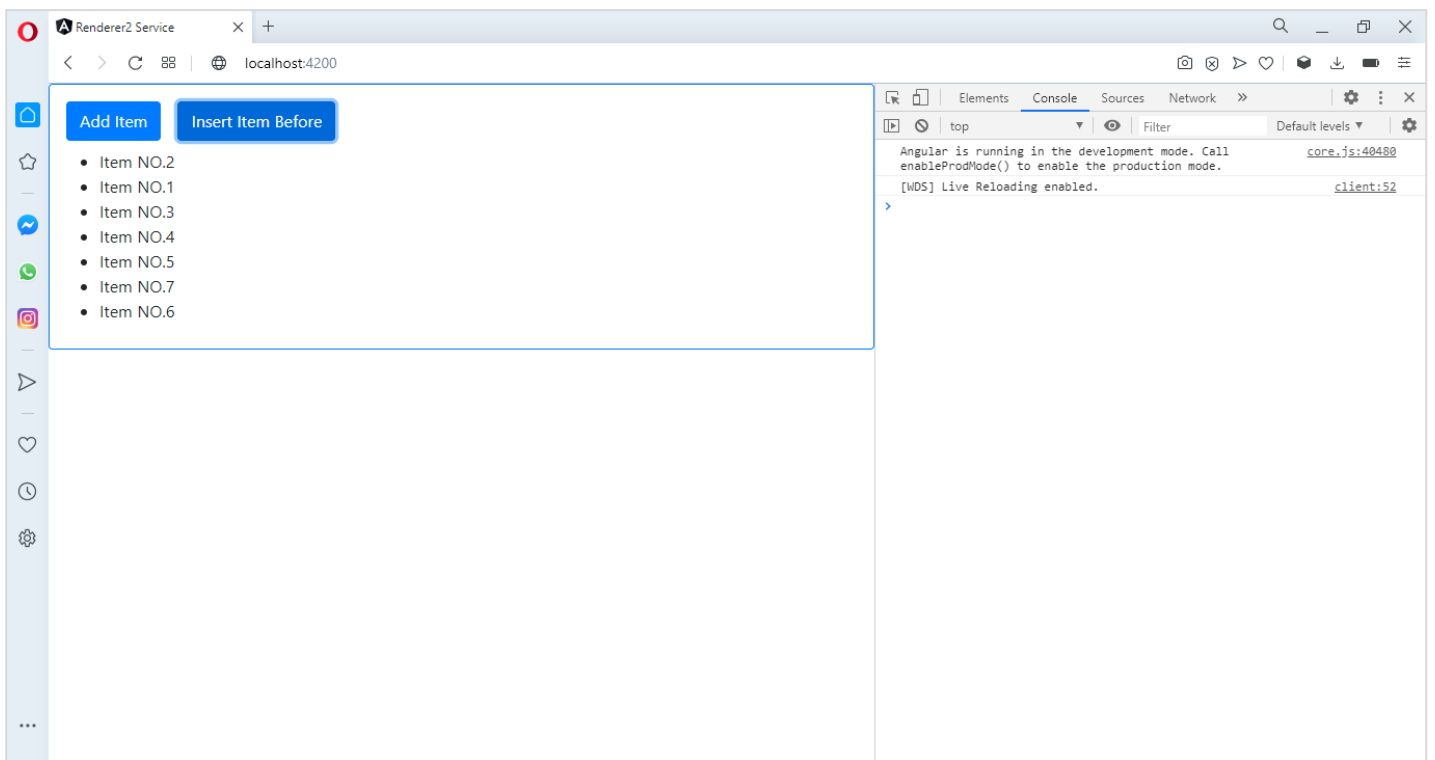 Renderer2 Service
localhost:4200
Add Item Insert Item Before
Item NO.2
Item NO.1
Item NO.3
Item NO.4
Item NO.5
Item NO.7
Item NO.6
Elements Console Sources Network
top Filter Default levels
Angular is running in the development mode. Call core.js:40480
enableProdMode() to enable the production mode.
[WDS] Live Reloading enabled. client:52